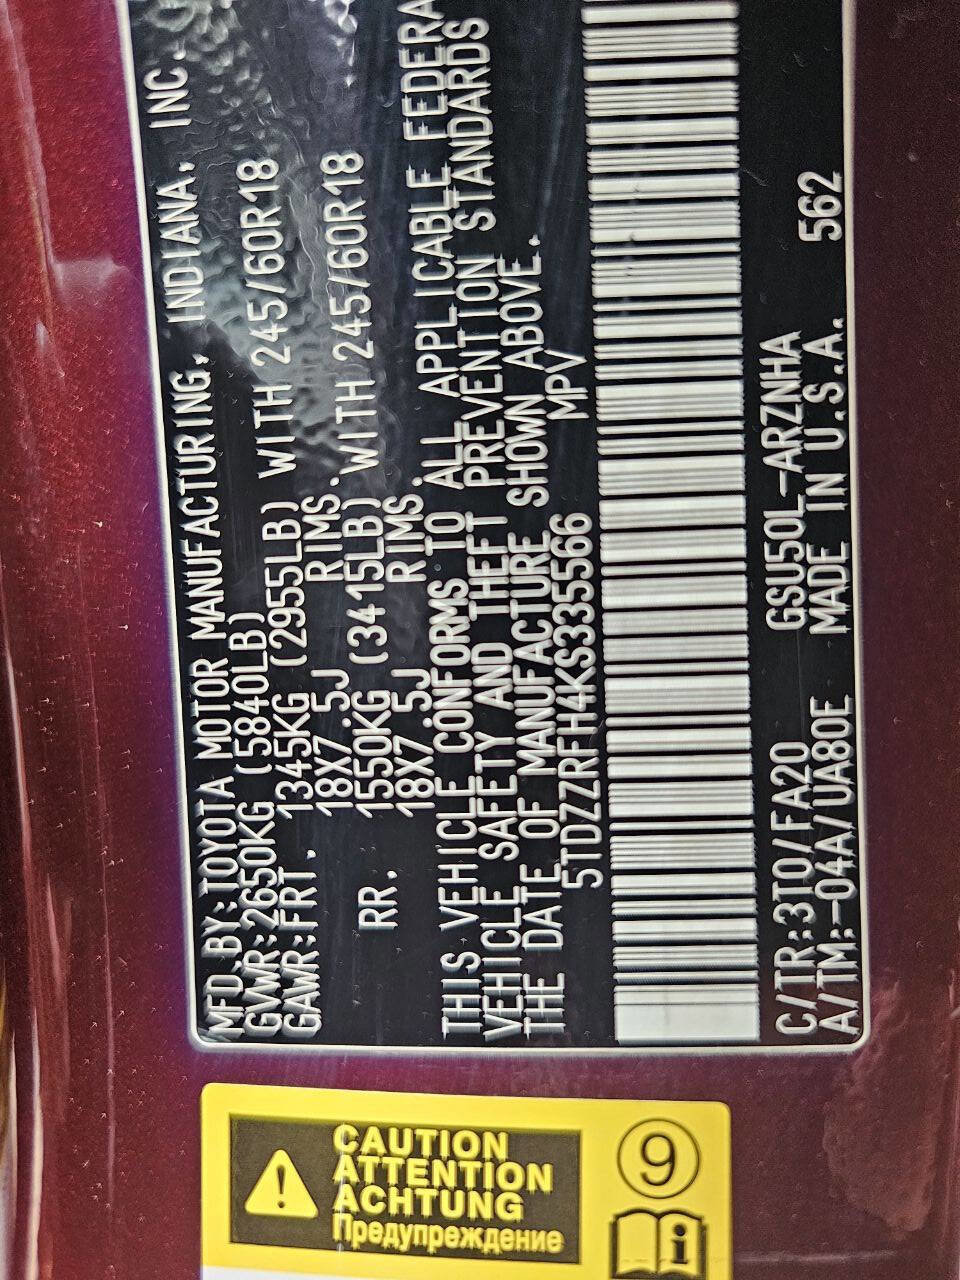 MFD.BY:TOYOTA MOTOR MANUFACTURING, INDIANA, INC.
GVWR:2650KG (5840LB)
GAWR:FRT. 1345KG (2955LB) WITH 245/60R18
18X7.5J RIMS.
RR. 1550KG (3415LB) WITH 245/60R18
18X7.5J RIMS.
THIS VEHICLE CONFORMS TO ALL APPLICABLE
VEHICLE SAFETY AND THEFT PREVENTION STANDARDS
THE DATE OF MANUFACTURE SHOWN ABOVE.
5TDZZRFH4KS335566 MPV
C/TR:3T0/FA20 GSU50L-ARZNHA
A/TM:-04A/UA80E MADE IN U.S.A. 562
CAUTION
ATTENTION
ACHTUNG
Предупреждение
9
i